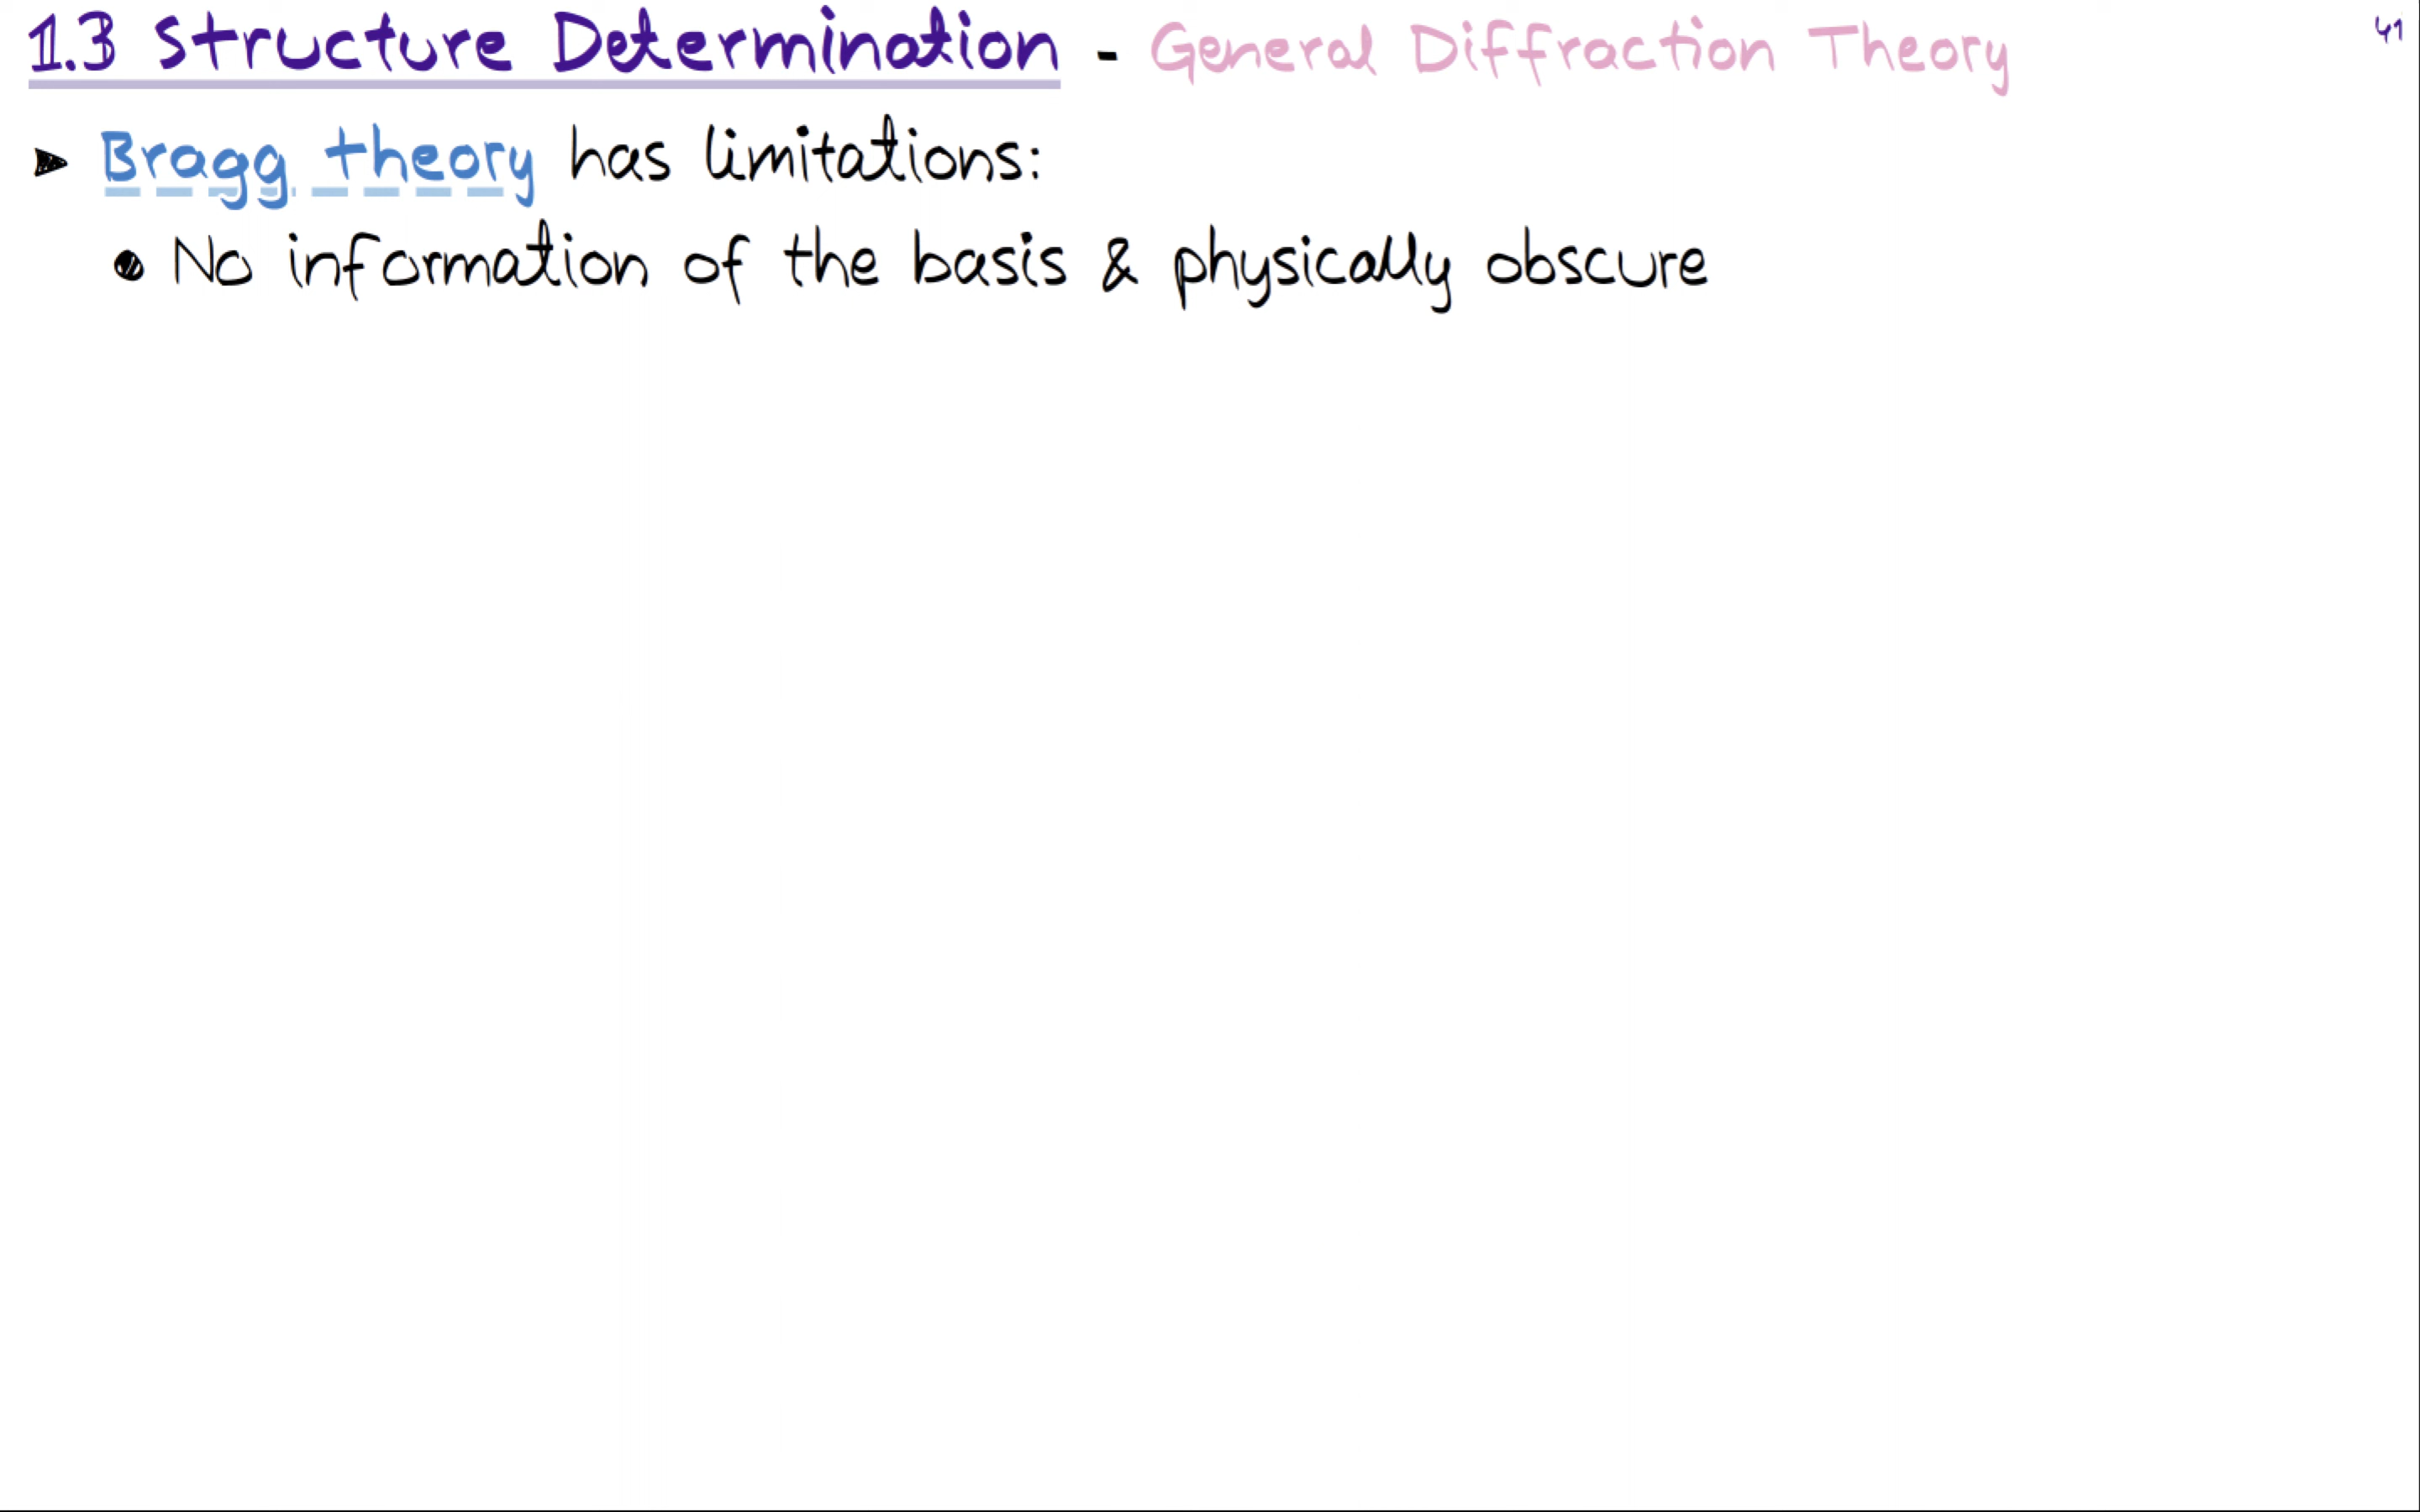 1.3 Structure Determination - General Diffraction Theory 41
Bragg theory has limitations:
No information of the basis & physically obscure